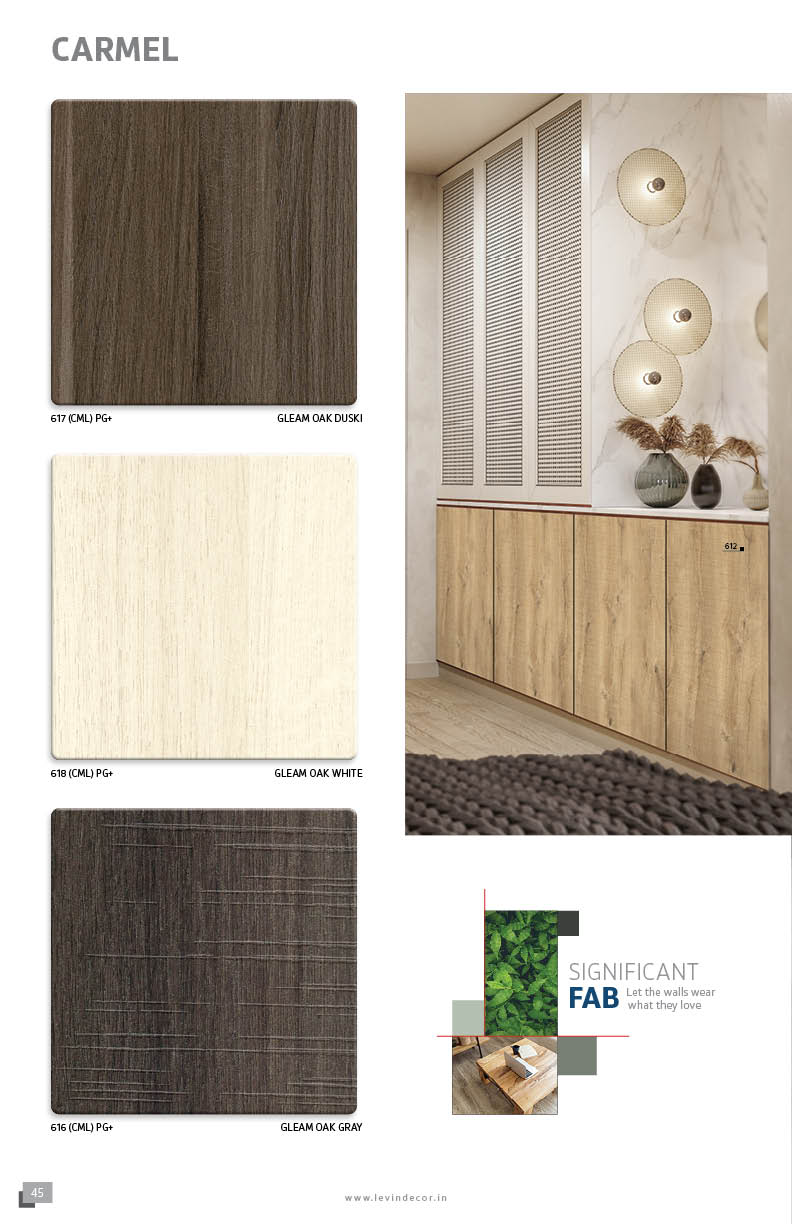 CARMEL
617 (CML) PG+ GLEAM OAK DUSKI
618 (CML) PG+ GLEAM OAK WHITE
616 (CML) PG+ GLEAM OAK GRAY
612
SIGNIFICANT
FAB Let the walls wear
what they love
45
www.levindecor.in